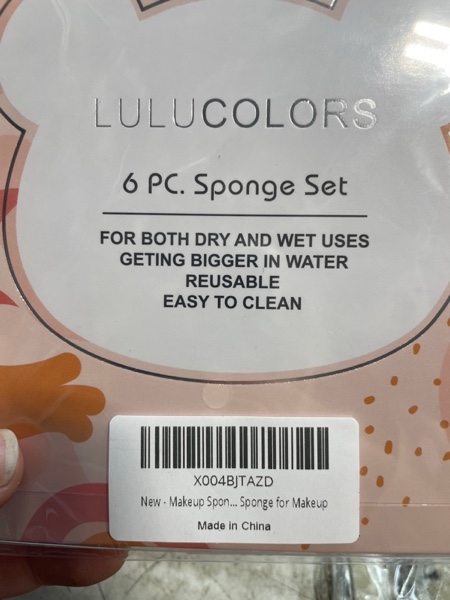 LULUCOLORS
6 PC. Sponge Set
FOR BOTH DRY AND WET USES
GETING BIGGER IN WATER
REUSABLE
EASY TO CLEAN
X004BJTAZD
New - Makeup Spon... Sponge for Makeup
Made in China